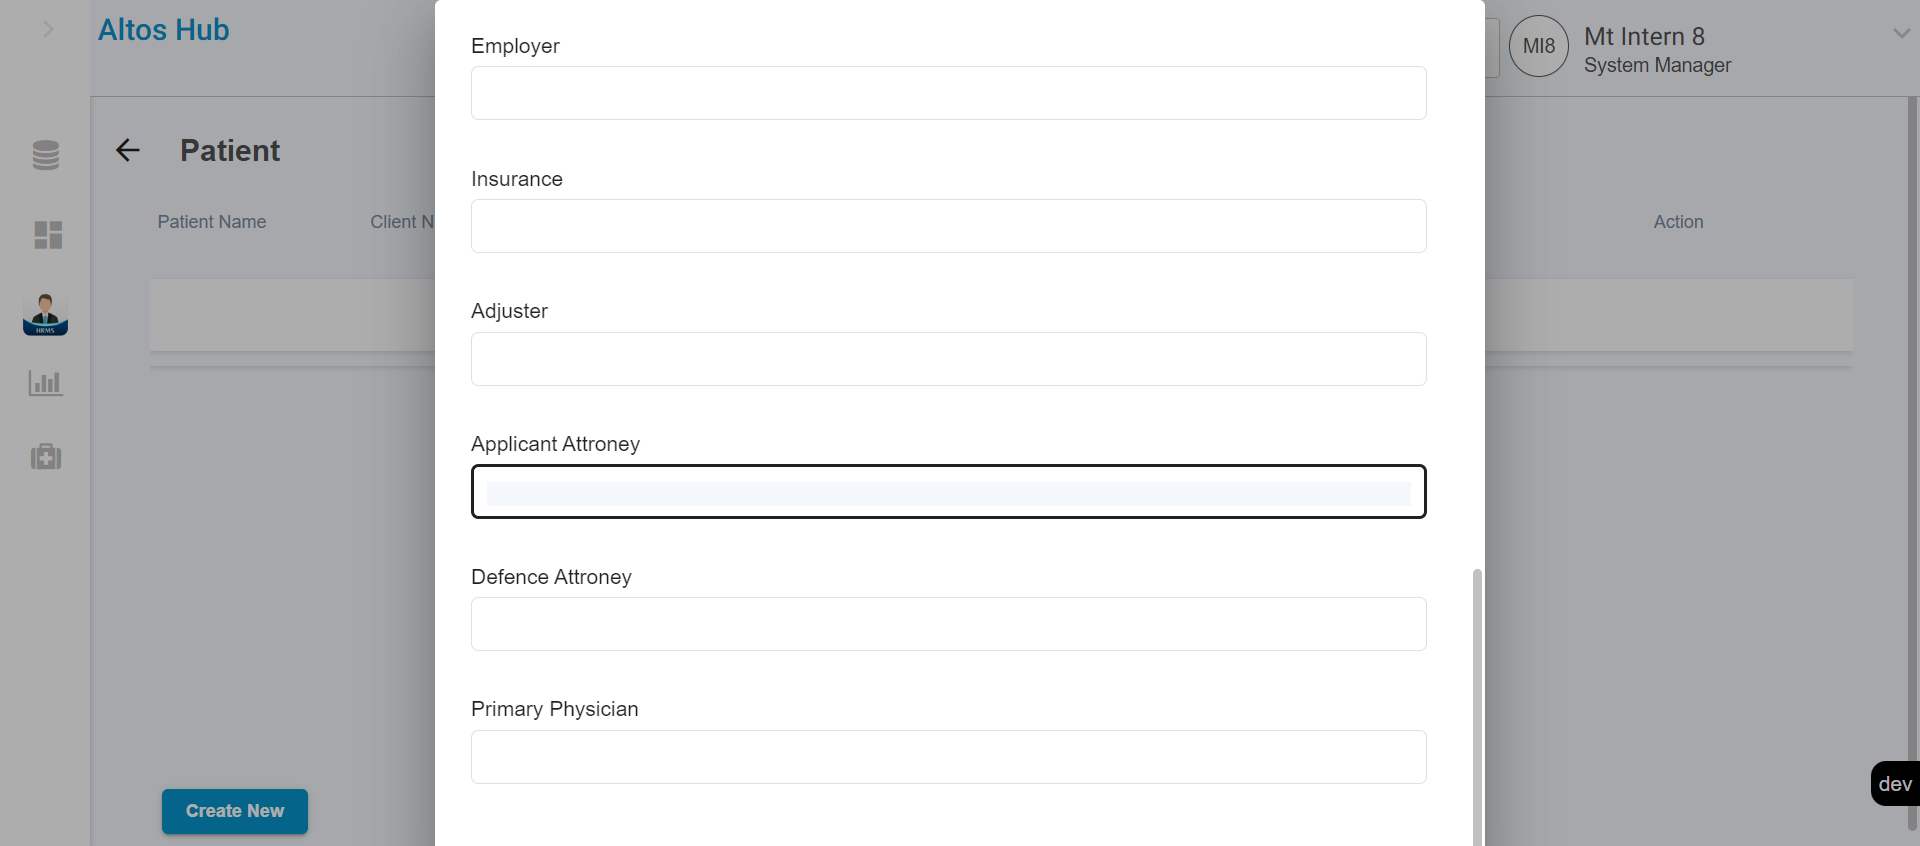 Altos Hub
MI8
Mt Intern 8
System Manager
Patient
Patient Name
Client N
Action
HRMS
Employer
Insurance
Adjuster
Applicant Attroney
Defence Attroney
Primary Physician
Create New
dev